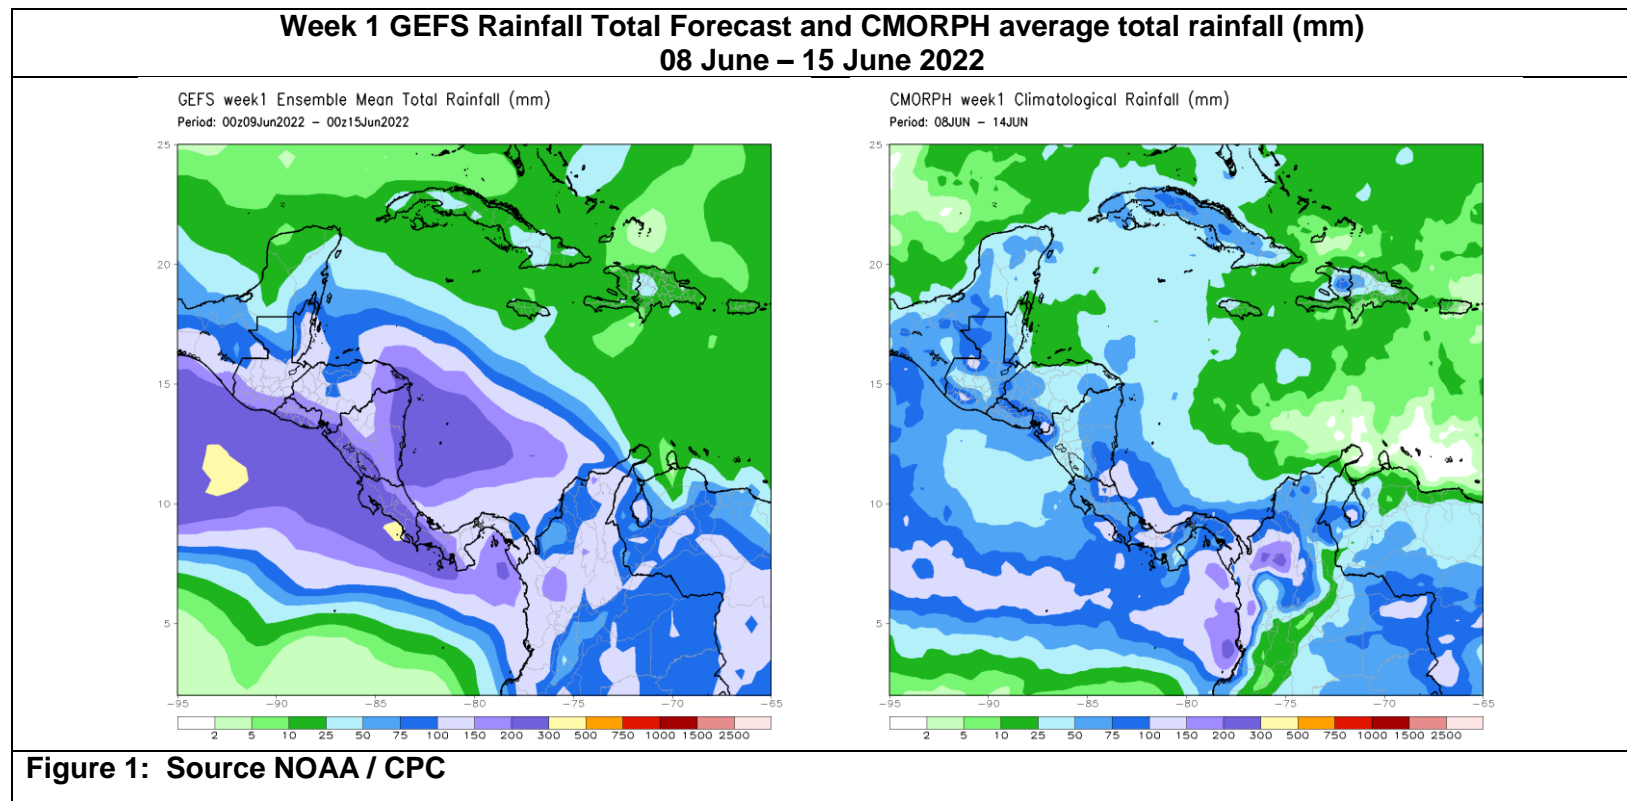 Week 1 GEFS Rainfall Total Forecast and CMORPH average total rainfall (mm)
08 June – 15 June 2022
GEFS week1 Ensemble Mean Total Rainfall (mm)
Period: 00z09Jun2022 – 00z15Jun2022
25
20
15
10
5
-95 -90 -85 -80 -75 -70 -65
2 5 10 25 50 75 100 150 200 300 500 750 1000 1500 2500
CMORPH week1 Climatological Rainfall (mm)
Period: 08JUN – 14JUN
25
20
15
10
5
-95 -90 -85 -80 -75 -70 -65
2 5 10 25 50 75 100 150 200 300 500 750 1000 1500 2500
Figure 1: Source NOAA / CPC